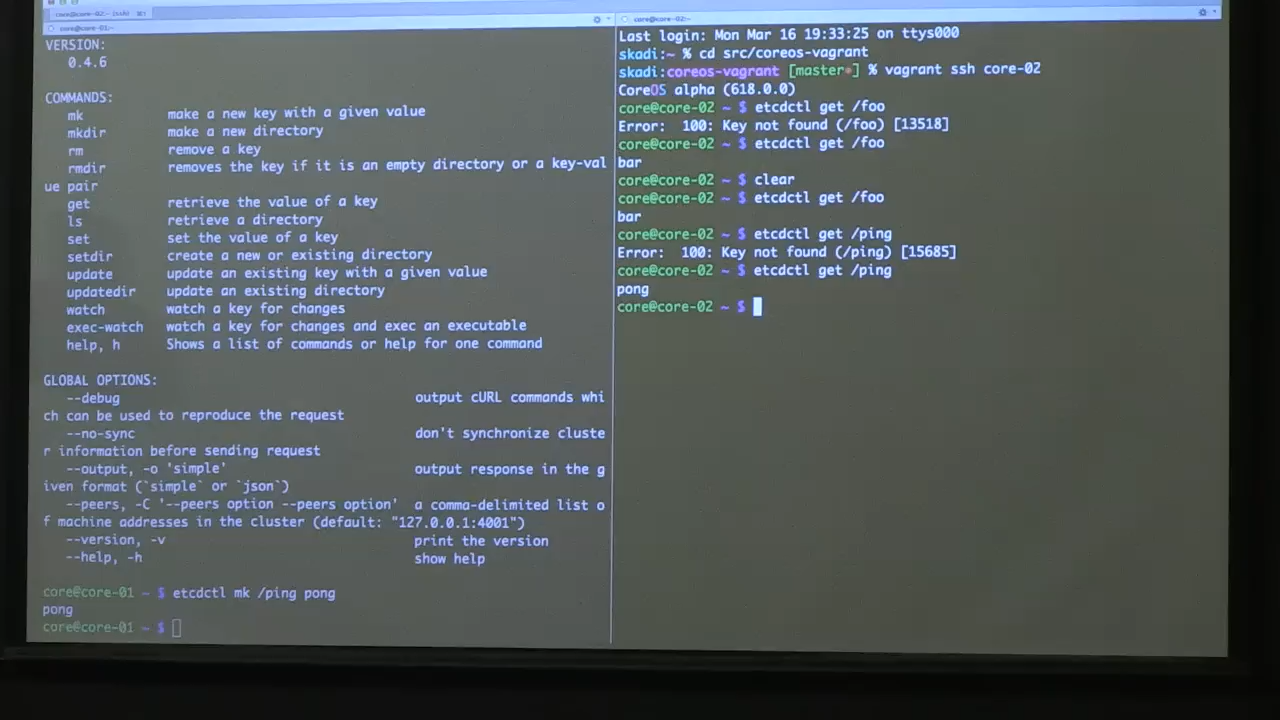 core@core-02:~ (ssh)
core@core-01:~
VERSION:
0.4.6
COMMANDS:
mk make a new key with a given value
mkdir make a new directory
rm remove a key
rmdir removes the key if it is an empty directory or a key-val
ue pair
get retrieve the value of a key
ls retrieve a directory
set set the value of a key
setdir create a new or existing directory
update update an existing key with a given value
updatedir update an existing directory
watch watch a key for changes
exec-watch watch a key for changes and exec an executable
help, h Shows a list of commands or help for one command
GLOBAL OPTIONS:
--debug output cURL commands whi
ch can be used to reproduce the request
--no-sync don't synchronize cluste
r information before sending request
--output, -o 'simple' output response in the g
iven format (`simple` or `json`)
--peers, -C '--peers option --peers option' a comma-delimited list o
f machine addresses in the cluster (default: "127.0.0.1:4001")
--version, -v print the version
--help, -h show help
core@core-01 ~ $ etcdctl mk /ping pong
pong
core@core-01 ~ $
core@core-02:~
Last login: Mon Mar 16 19:33:25 on ttys000
skadi:~ % cd src/coreos-vagrant
skadi:coreos-vagrant [master●] % vagrant ssh core-02
CoreOS alpha (618.0.0)
core@core-02 ~ $ etcdctl get /foo
Error: 100: Key not found (/foo) [13518]
core@core-02 ~ $ etcdctl get /foo
bar
core@core-02 ~ $ clear
core@core-02 ~ $ etcdctl get /foo
bar
core@core-02 ~ $ etcdctl get /ping
Error: 100: Key not found (/ping) [15685]
core@core-02 ~ $ etcdctl get /ping
pong
core@core-02 ~ $